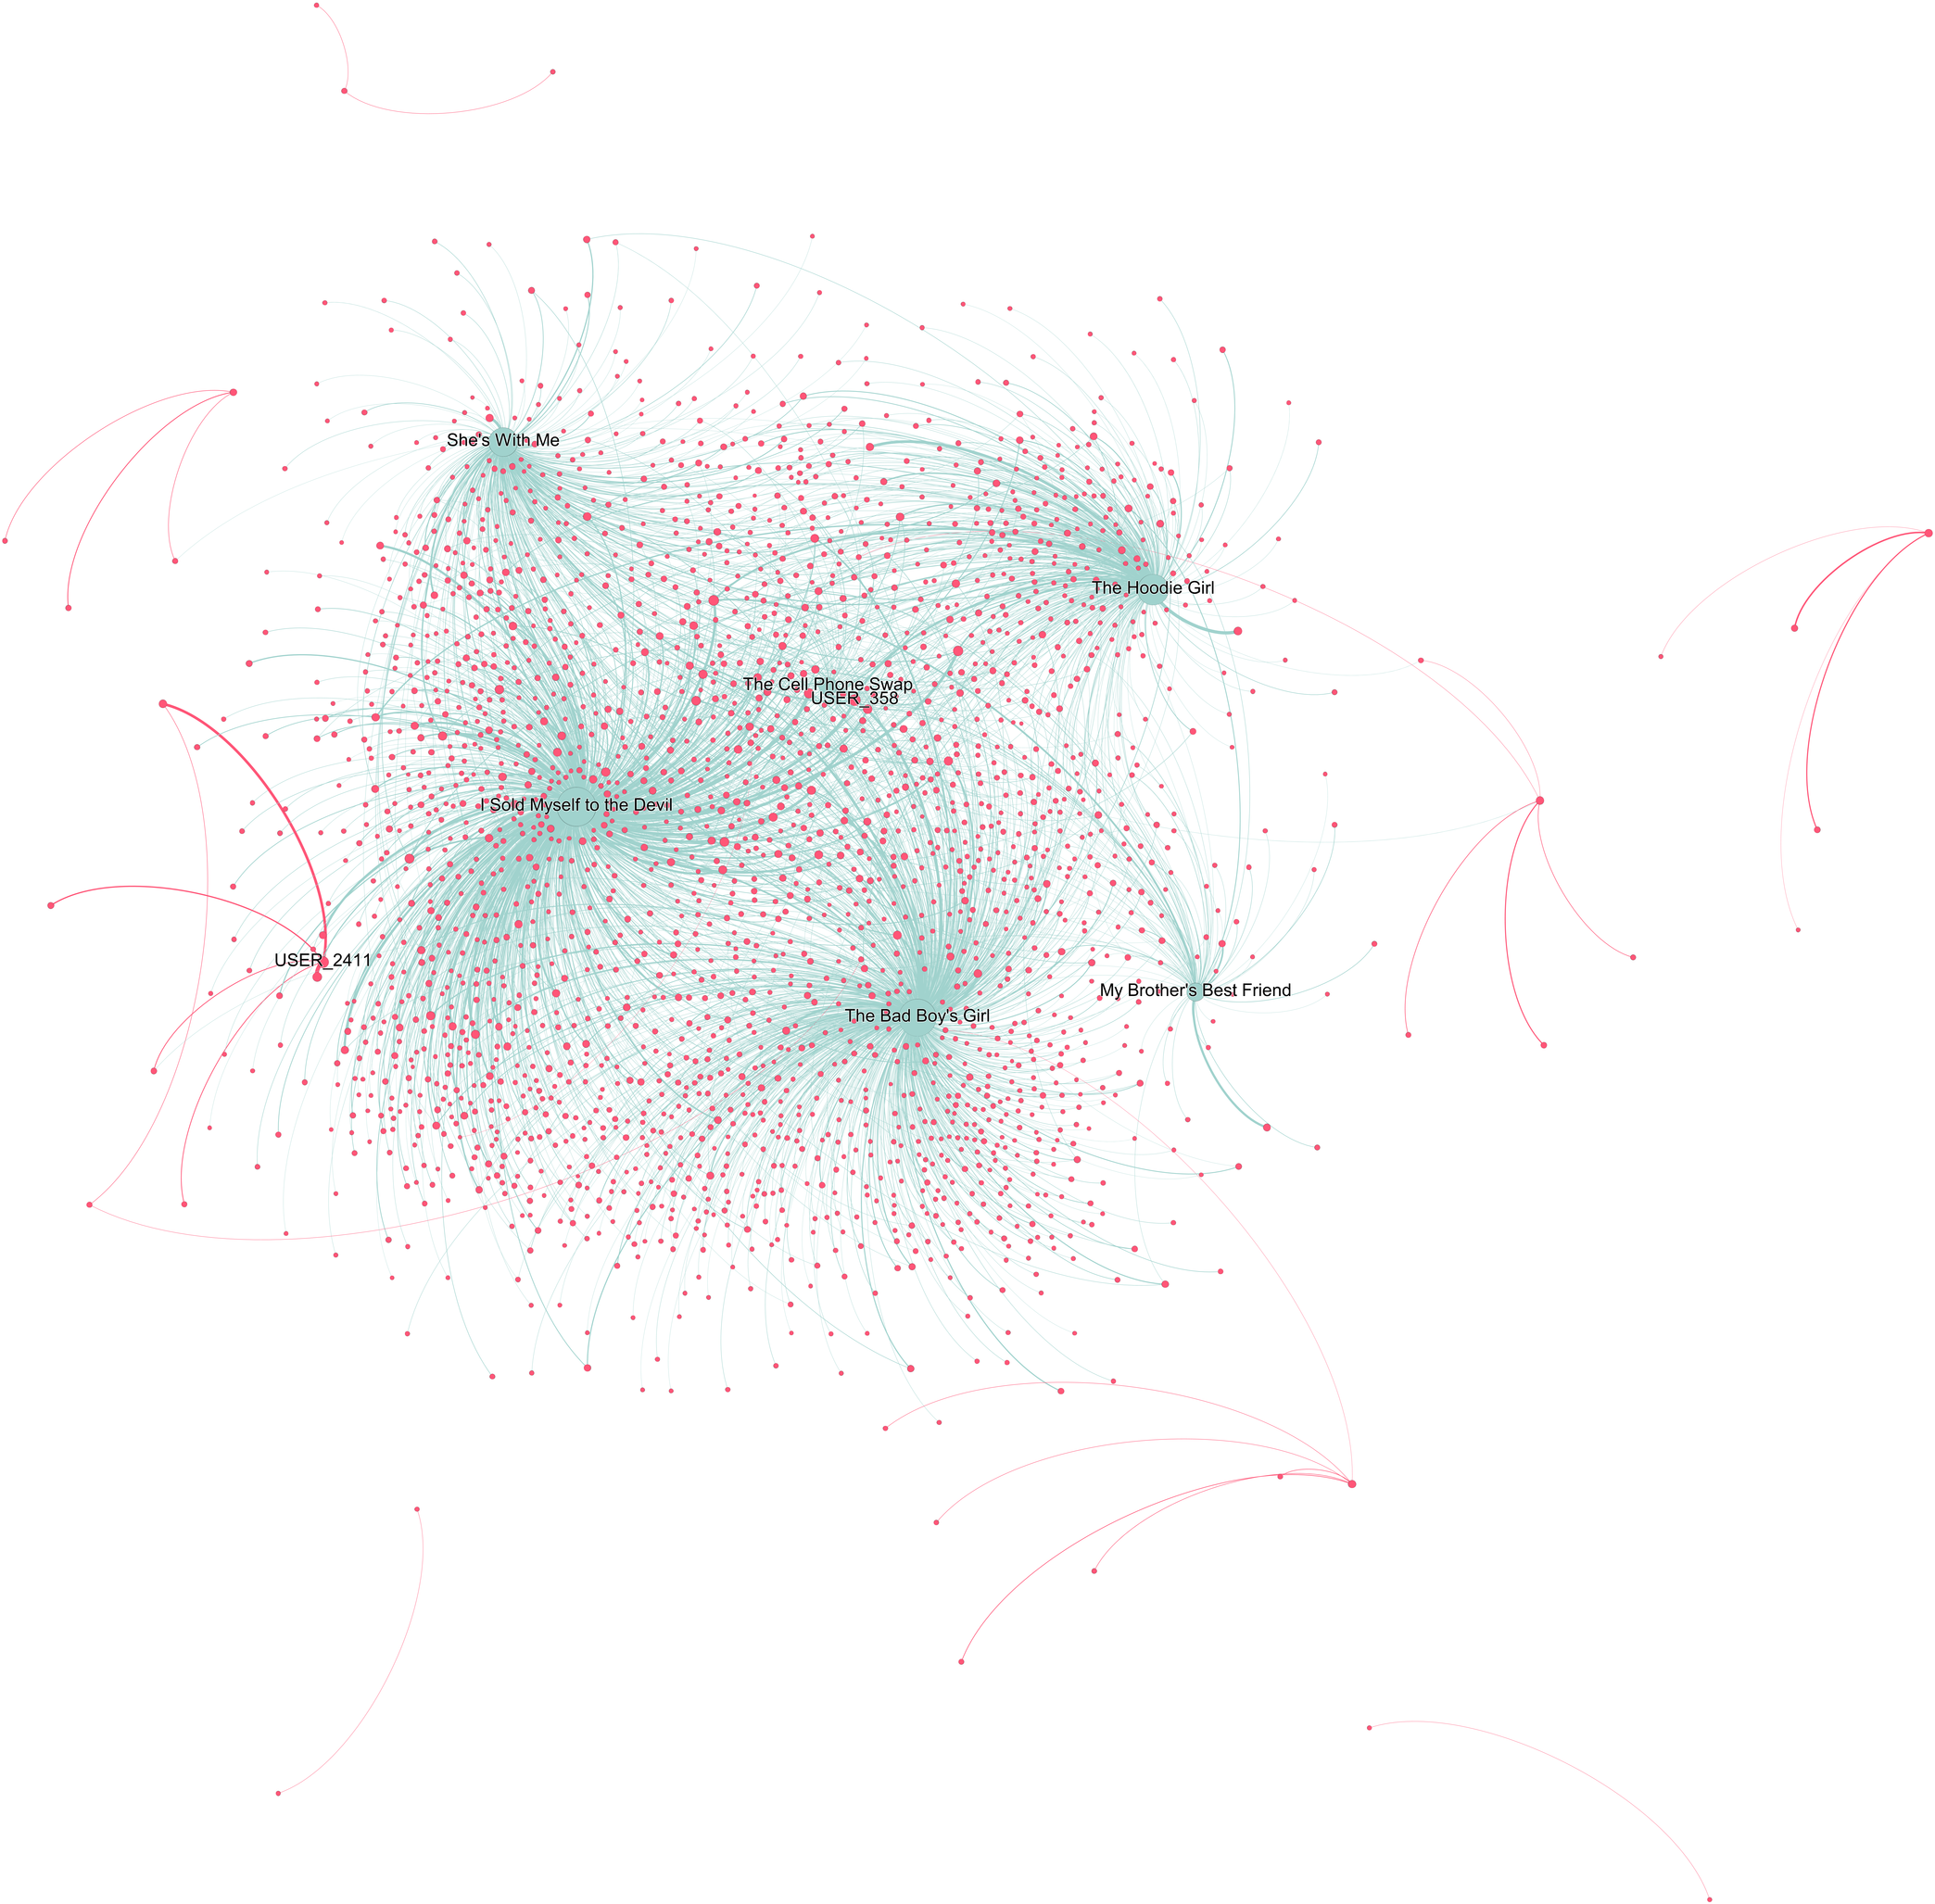 She's With Me
The Hoodie Girl
The Cell Phone Swap
USER_358
I Sold Myself to the Devil
USER_2411
My Brother's Best Friend
The Bad Boy's Girl